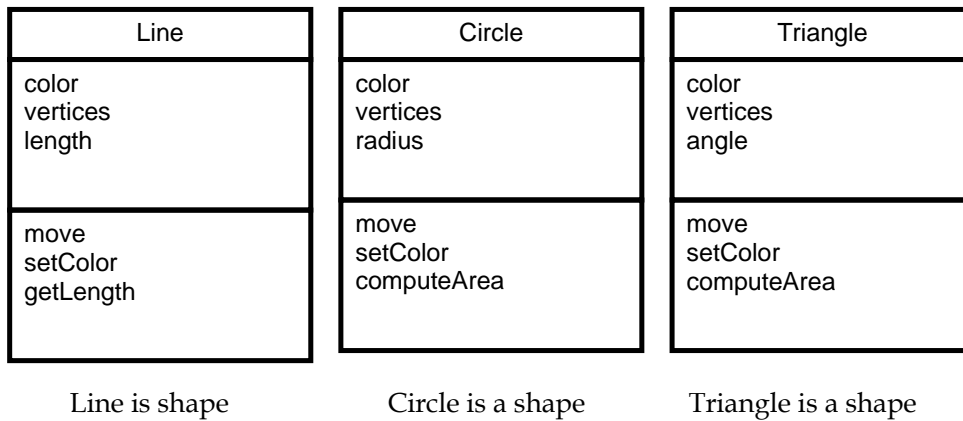 Line
color
vertices
length
move
setColor
getLength
Circle
color
vertices
radius
move
setColor
computeArea
Triangle
color
vertices
angle
move
setColor
computeArea
Line is shape
Circle is a shape
Triangle is a shape